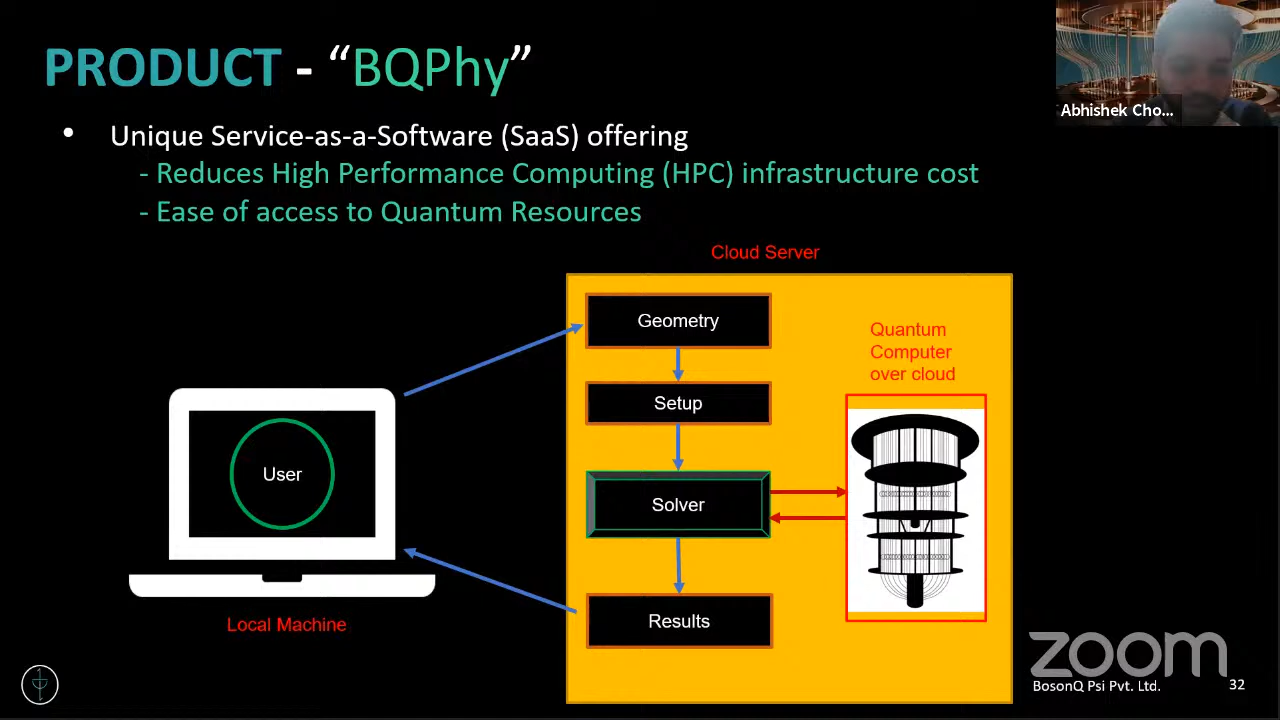 PRODUCT - “BQPhy”
Abhishek Cho...
• Unique Service-as-a-Software (SaaS) offering
- Reduces High Performance Computing (HPC) infrastructure cost
- Ease of access to Quantum Resources
Cloud Server
Geometry
Quantum
Computer
over cloud
Setup
User
Solver
Results
Local Machine
zoom
BosonQ Psi Pvt. Ltd.
32